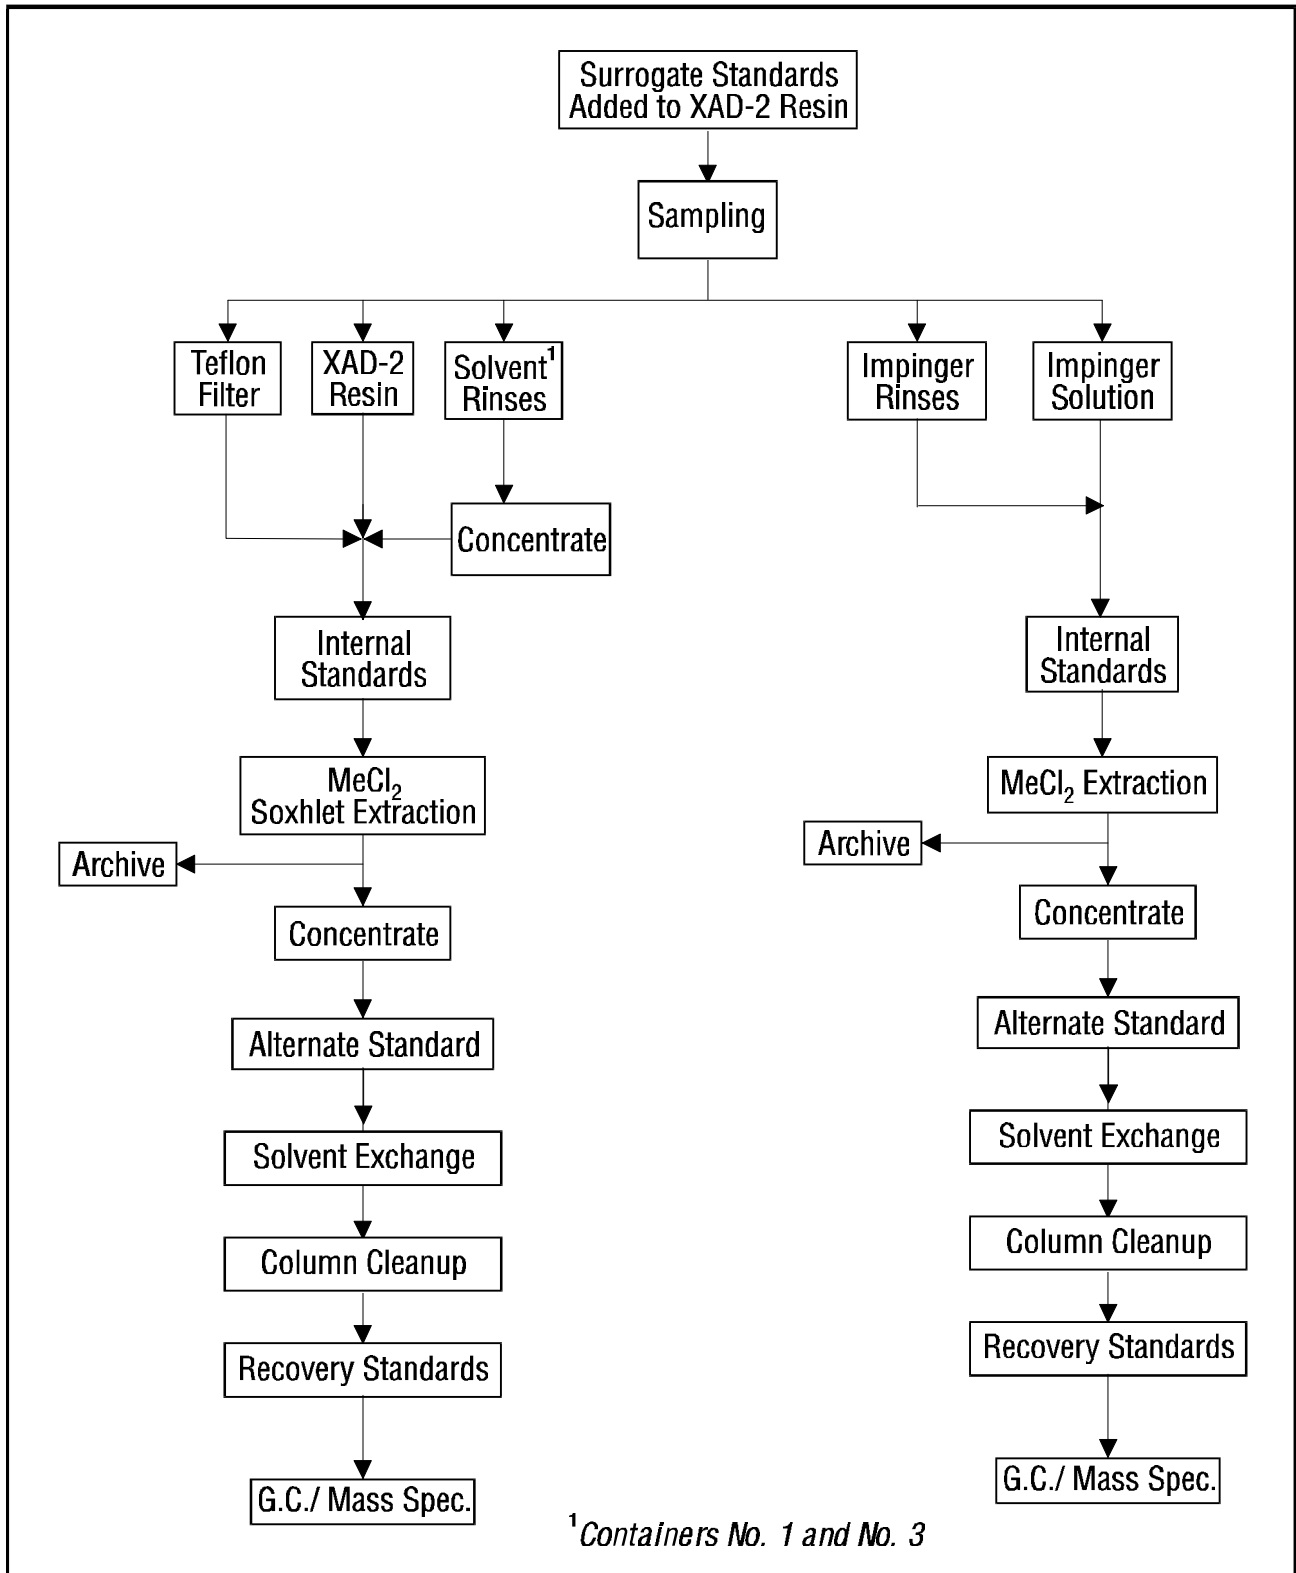 Surrogate Standards
Added to XAD-2 Resin
Sampling
Teflon
Filter
XAD-2
Resin
Solvent¹
Rinses
Impinger
Rinses
Impinger
Solution
Concentrate
Internal
Standards
Internal
Standards
MeCl₂
Soxhlet Extraction
MeCl₂ Extraction
Archive
Archive
Concentrate
Concentrate
Alternate Standard
Alternate Standard
Solvent Exchange
Solvent Exchange
Column Cleanup
Column Cleanup
Recovery Standards
Recovery Standards
G.C./ Mass Spec.
G.C./ Mass Spec.
¹Containers No. 1 and No. 3